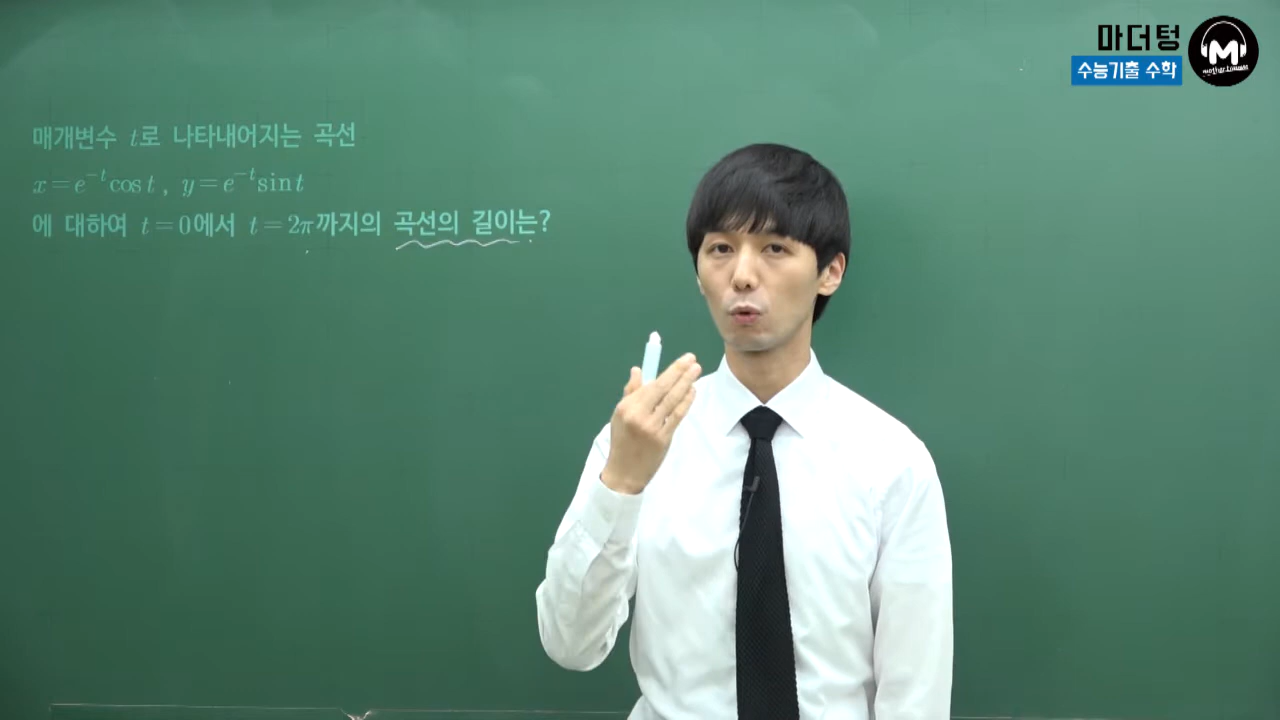 마더텅
수능기출 수학
M
매개변수 t로 나타내어지는 곡선
x=e^{-t}cos t, y=e^{-t}sin t
에 대하여 t=0에서 t=2π까지의 곡선의 길이는?